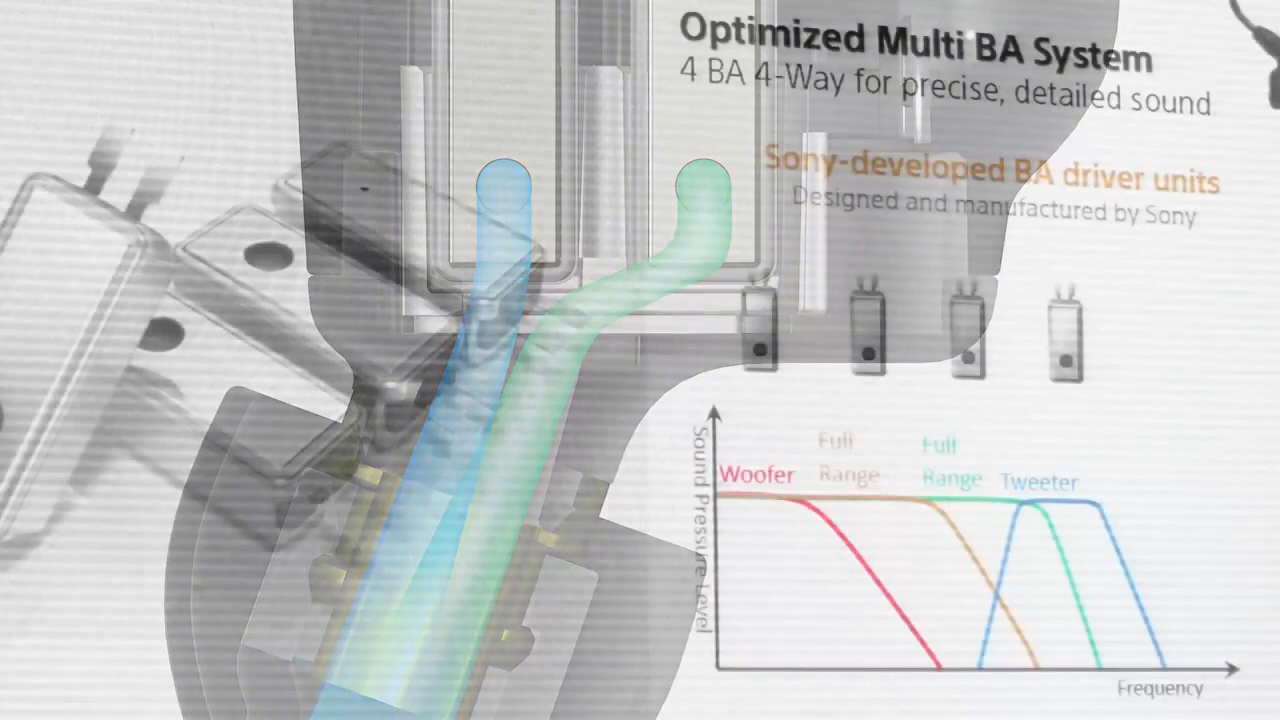 Optimized Multi BA System
4 BA 4-Way for precise, detailed sound
Sony-developed BA driver units
Designed and manufactured by Sony
Sound Pressure Level
Woofer
Full
Range
Full
Range
Tweeter
Frequency